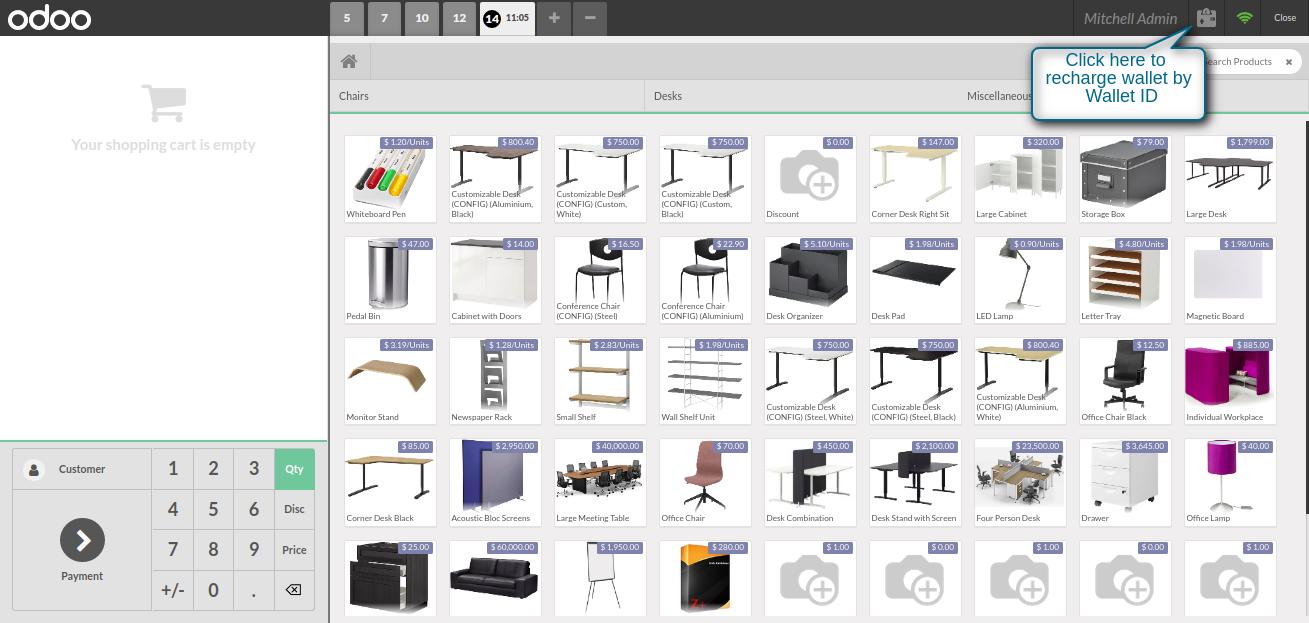 odoo
5
7
10
12
14 11:05
+
−
Mitchell Admin
Close
Click here to
recharge wallet by
Wallet ID
earch Products
Chairs
Desks
Miscellaneous
Your shopping cart is empty
$ 1.20/Units
Whiteboard Pen
$ 800.40
Customizable Desk
(CONFIG) (Aluminium,
Black)
$ 750.00
Customizable Desk
(CONFIG) (Custom,
White)
$ 750.00
Customizable Desk
(CONFIG) (Custom,
Black)
$ 0.00
Discount
$ 147.00
Corner Desk Right Sit
$ 320.00
Large Cabinet
$ 79.00
Storage Box
$ 1,799.00
Large Desk
$ 47.00
Pedal Bin
$ 14.00
Cabinet with Doors
$ 16.50
Conference Chair
(CONFIG) (Steel)
$ 22.90
Conference Chair
(CONFIG) (Aluminium)
$ 5.10/Units
Desk Organizer
$ 1.98/Units
Desk Pad
$ 0.90/Units
LED Lamp
$ 4.80/Units
Letter Tray
$ 1.98/Units
Magnetic Board
$ 3.19/Units
Monitor Stand
$ 1.28/Units
Newspaper Rack
$ 2.83/Units
Small Shelf
$ 1.98/Units
Wall Shelf Unit
$ 750.00
Customizable Desk
(CONFIG) (Steel, White)
$ 750.00
Customizable Desk
(CONFIG) (Steel, Black)
$ 800.40
Customizable Desk
(CONFIG) (Aluminium,
White)
$ 12.50
Office Chair Black
$ 885.00
Individual Workplace
$ 85.00
Corner Desk Black
$ 2,950.00
Acoustic Bloc Screens
$ 40,000.00
Large Meeting Table
$ 70.00
Office Chair
$ 450.00
Desk Combination
$ 2,100.00
Desk Stand with Screen
$ 23,500.00
Four Person Desk
$ 3,645.00
Drawer
$ 40.00
Office Lamp
$ 25.00
$ 60,000.00
$ 1,950.00
$ 280.00
$ 1.00
$ 0.00
$ 1.00
$ 0.00
$ 1.00
Customer
Payment
1 2 3 Qty
4 5 6 Disc
7 8 9 Price
+/- 0 .